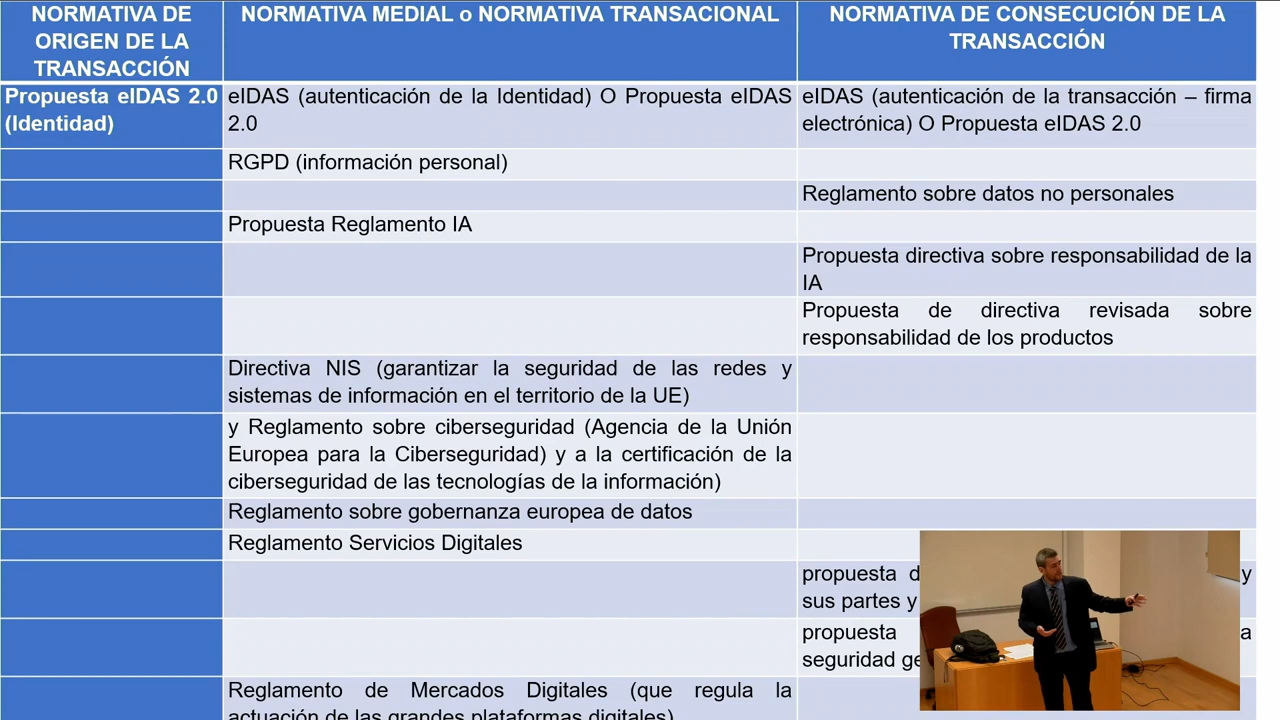 NORMATIVA DE
ORIGEN DE LA
TRANSACCIÓN
NORMATIVA MEDIAL o NORMATIVA TRANSACIONAL
NORMATIVA DE CONSECUCIÓN DE LA
TRANSACCIÓN
Propuesta eIDAS 2.0
(Identidad)
eIDAS (autenticación de la Identidad) O Propuesta eIDAS
2.0
eIDAS (autenticación de la transacción – firma
electrónica) O Propuesta eIDAS 2.0
RGPD (información personal)
Reglamento sobre datos no personales
Propuesta Reglamento IA
Propuesta directiva sobre responsabilidad de la
IA
Propuesta de directiva revisada sobre
responsabilidad de los productos
Directiva NIS (garantizar la seguridad de las redes y
sistemas de información en el territorio de la UE)
y Reglamento sobre ciberseguridad (Agencia de la Unión
Europea para la Ciberseguridad) y a la certificación de la
ciberseguridad de las tecnologías de la información)
Reglamento sobre gobernanza europea de datos
Reglamento Servicios Digitales
propuesta y
sus partes y
propuesta
seguridad
Reglamento de Mercados Digitales (que regula la
actuación de las grandes plataformas digitales)